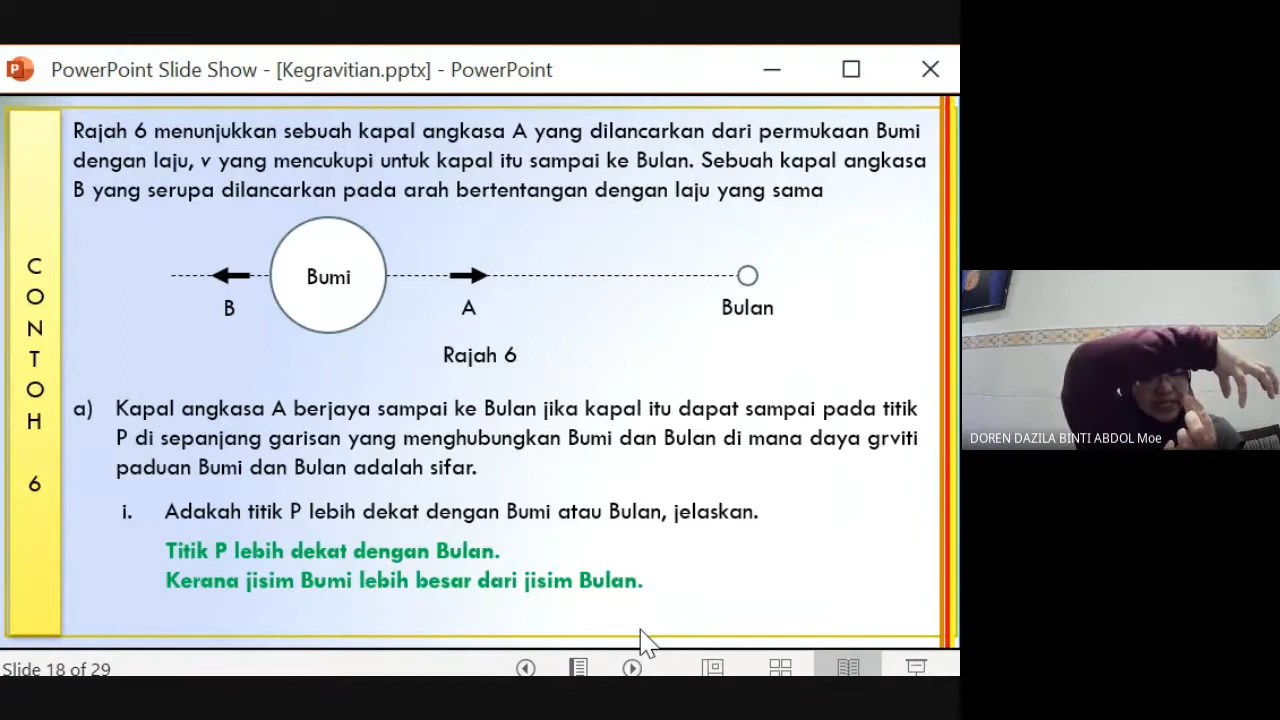 PowerPoint Slide Show - [Kegravitian.pptx] - PowerPoint
Rajah 6 menunjukkan sebuah kapal angkasa A yang dilancarkan dari permukaan Bumi
dengan laju, v yang mencukupi untuk kapal itu sampai ke Bulan. Sebuah kapal angkasa
B yang serupa dilancarkan pada arah bertentangan dengan laju yang sama
CONTOH 6
Bumi
B
A
Bulan
Rajah 6
a) Kapal angkasa A berjaya sampai ke Bulan jika kapal itu dapat sampai pada titik
P di sepanjang garisan yang menghubungkan Bumi dan Bulan di mana daya grviti
paduan Bumi dan Bulan adalah sifar.
i. Adakah titik P lebih dekat dengan Bumi atau Bulan, jelaskan.
Titik P lebih dekat dengan Bulan.
Kerana jisim Bumi lebih besar dari jisim Bulan.
Slide 18 of 29
DOREN DAZILA BINTI ABDOL Moe